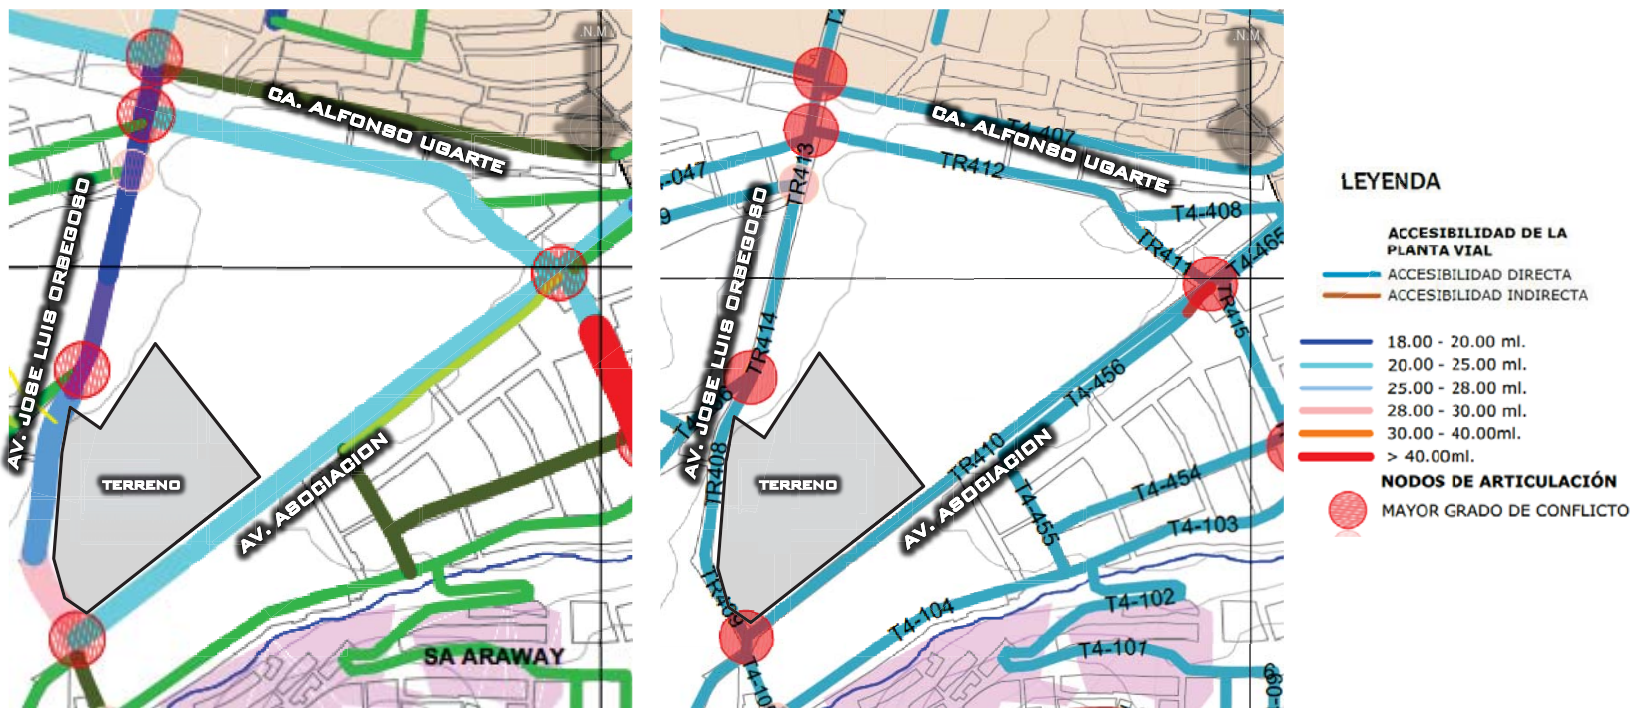 .N.M.
CA. ALFONSO UGARTE
AV. JOSE LUIS ORBEGOSO
TERRENO
AV. ASOCIACION
SA ARAWAY
.N.M.
CA. ALFONSO UGARTE
T4-407
TR412
TR413
-047
9
T4-408
TR411
T4-465
TR415
AV. JOSE LUIS ORBEGOSO
TR414
T4-456
TR408
TERRENO
TR410
AV. ASOCIACION
T4-454
T4-455
T4-103
TR409
T4-104
T4-102
T4-101
LEYENDA
ACCESIBILIDAD DE LA
PLANTA VIAL
ACCESIBILIDAD DIRECTA
ACCESIBILIDAD INDIRECTA
18.00 - 20.00 ml.
20.00 - 25.00 ml.
25.00 - 28.00 ml.
28.00 - 30.00 ml.
30.00 - 40.00ml.
> 40.00ml.
NODOS DE ARTICULACIÓN
MAYOR GRADO DE CONFLICTO